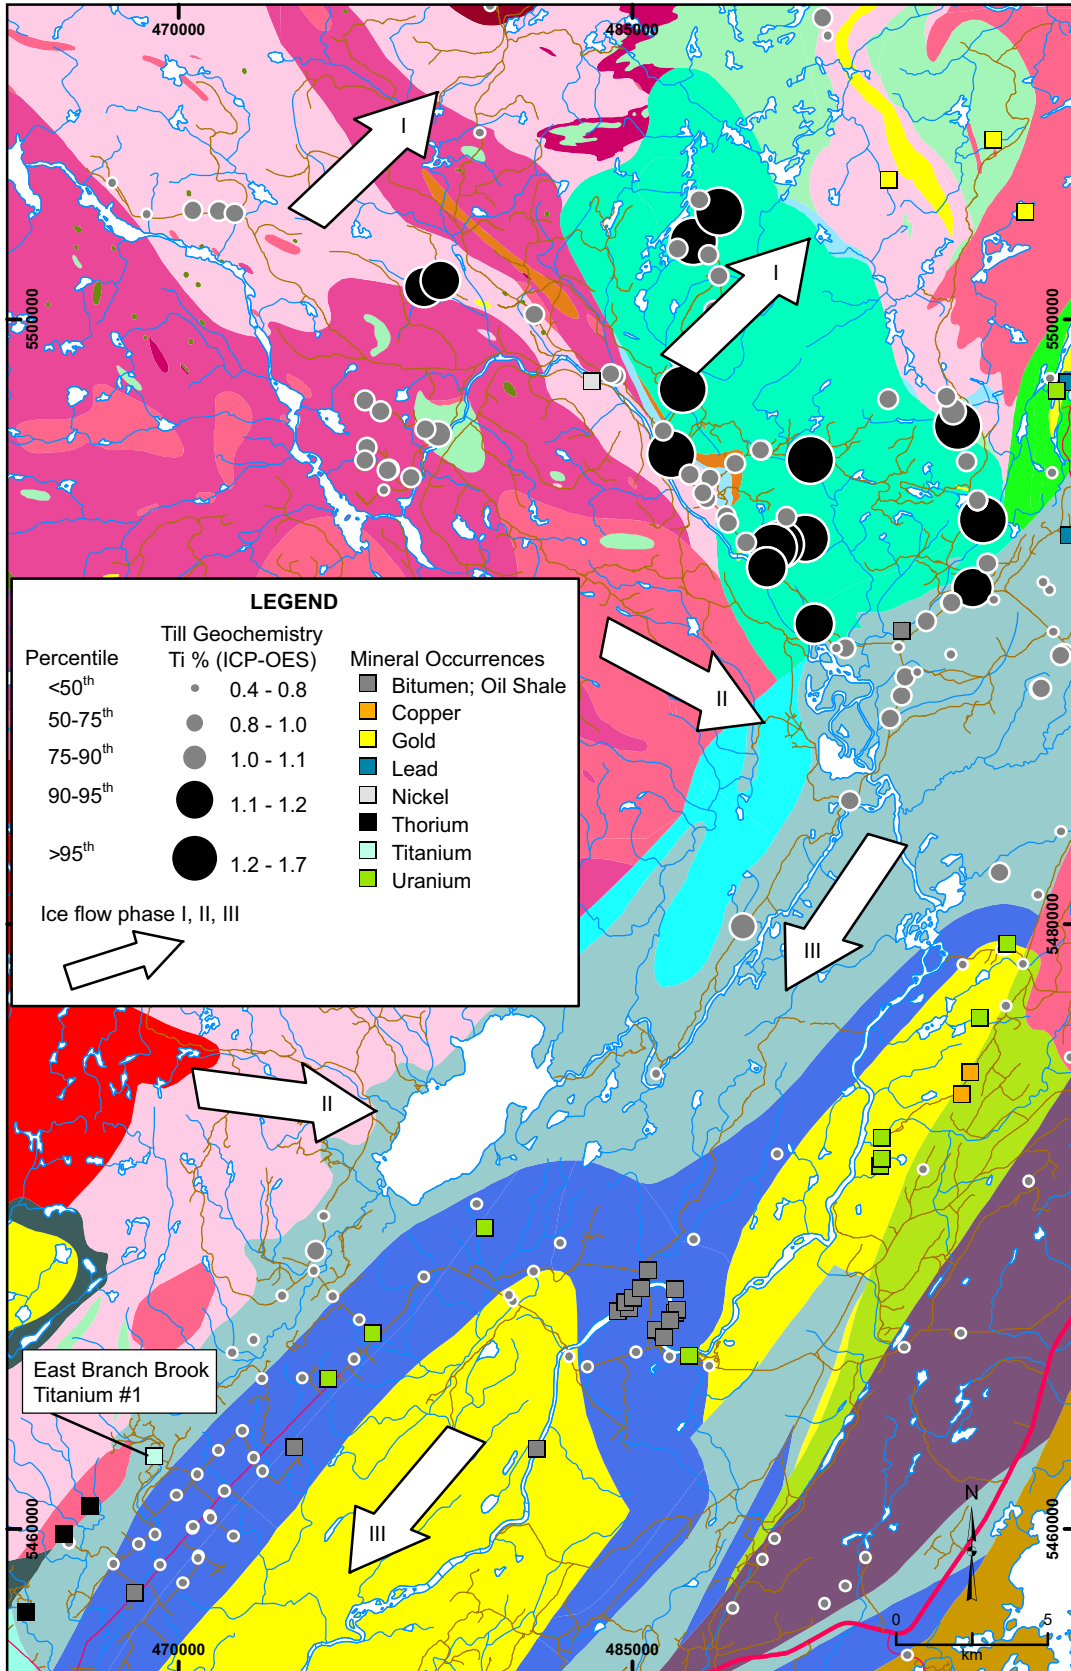 470000
485000
I
I
5500000
5500000
LEGEND
Till Geochemistry
Percentile
Ti % (ICP-OES)
Mineral Occurrences
<50th
0.4 - 0.8
Bitumen; Oil Shale
50-75th
0.8 - 1.0
Copper
Gold
75-90th
1.0 - 1.1
Lead
90-95th
1.1 - 1.2
Nickel
Thorium
>95th
1.2 - 1.7
Titanium
Uranium
Ice flow phase I, II, III
II
III
5480000
II
East Branch Brook
Titanium #1
III
N
5460000
5460000
0
5
km
470000
485000